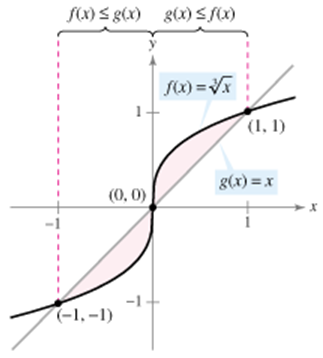 f(x) ≤ g(x) g(x) ≤ f(x)
y
f(x) = ∛x
1
(1, 1)
g(x) = x
(0, 0)
x
−1
1
−1
(−1, −1)